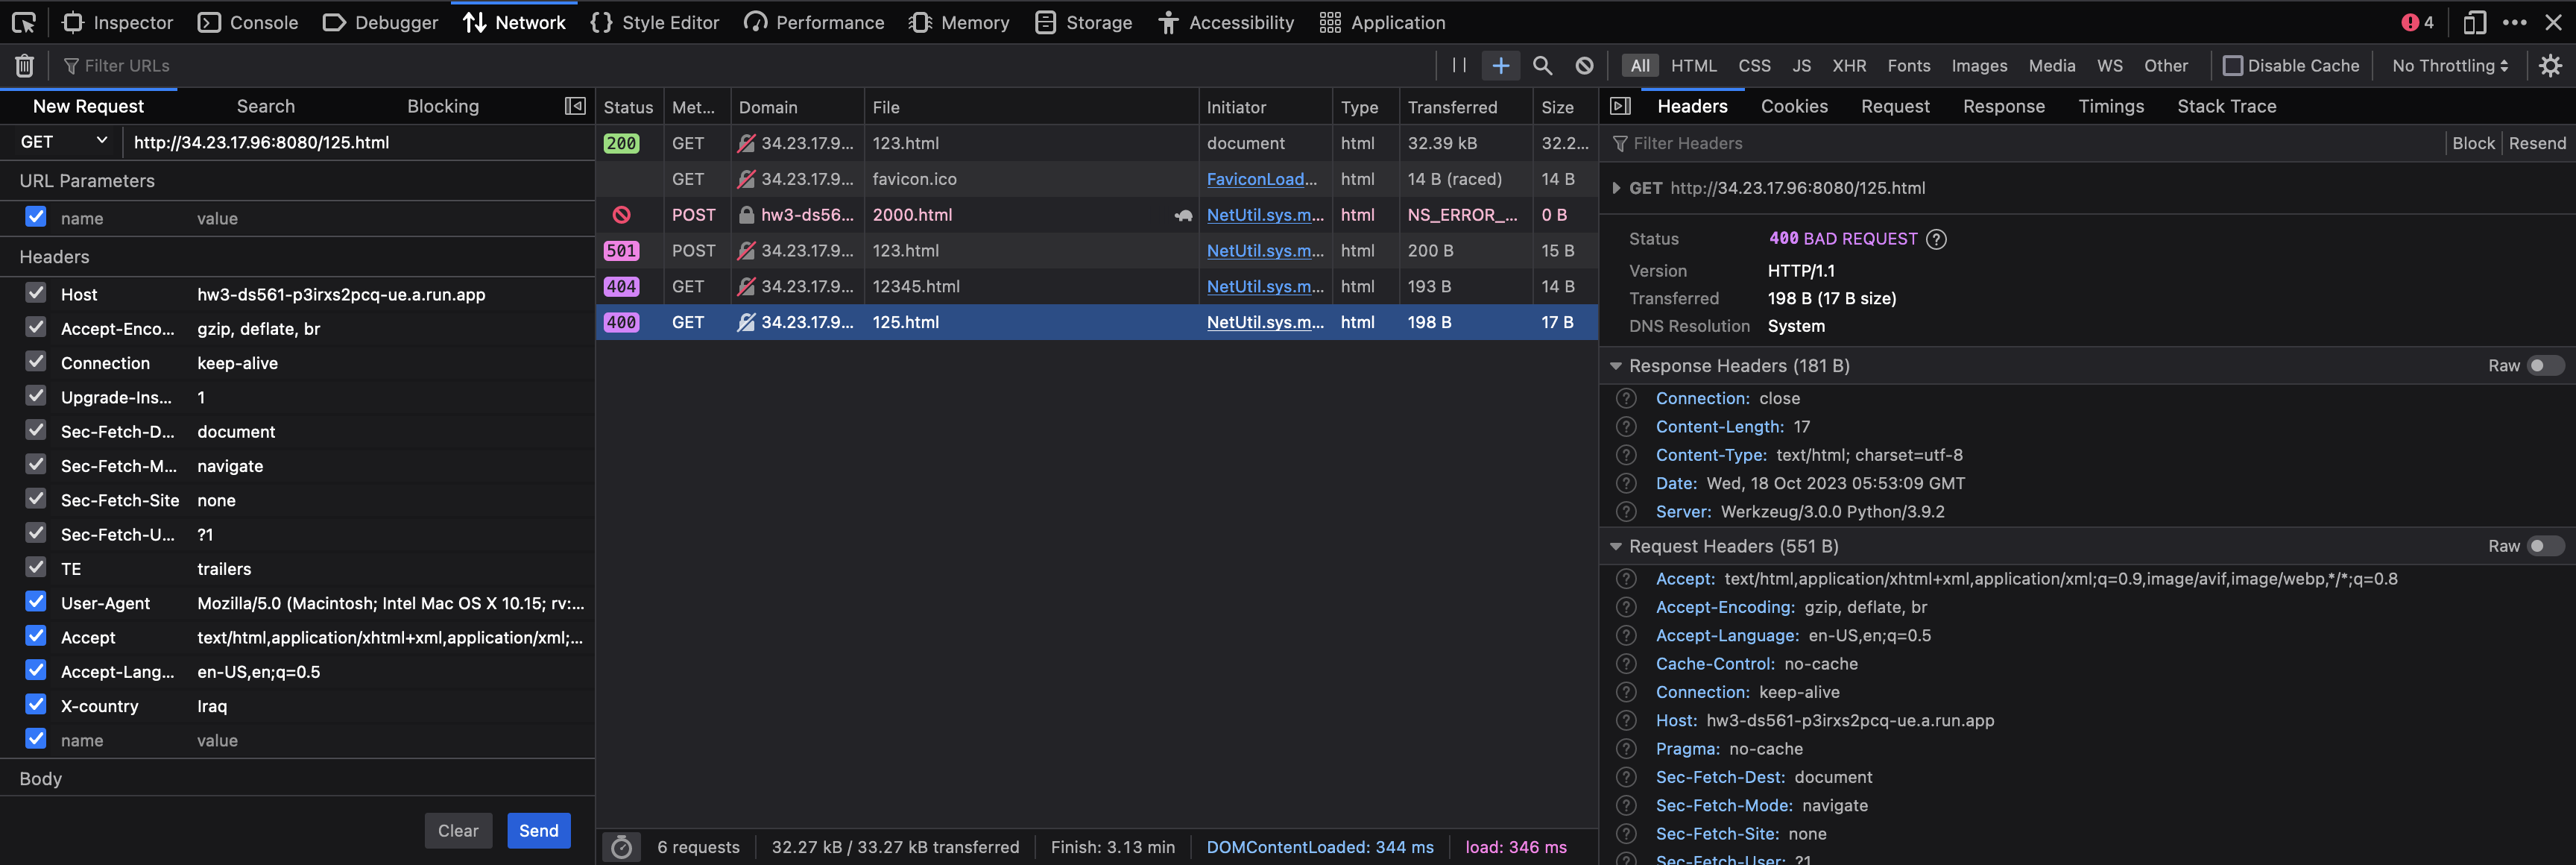 Inspector Console Debugger Network Style Editor Performance Memory Storage Accessibility Application 4
Filter URLs
All HTML CSS JS XHR Fonts Images Media WS Other Disable Cache No Throttling
New Request Search Blocking
GET http://34.23.17.96:8080/125.html
URL Parameters
name value
Headers
Host hw3-ds561-p3irxs2pcq-ue.a.run.app
Accept-Enco... gzip, deflate, br
Connection keep-alive
Upgrade-Ins... 1
Sec-Fetch-D... document
Sec-Fetch-M... navigate
Sec-Fetch-Site none
Sec-Fetch-U... ?1
TE trailers
User-Agent Mozilla/5.0 (Macintosh; Intel Mac OS X 10.15; rv:...
Accept text/html,application/xhtml+xml,application/xml;...
Accept-Lang... en-US,en;q=0.5
X-country Iraq
name value
Body
Clear Send
Status Met... Domain File Initiator Type Transferred Size
200 GET 34.23.17.9... 123.html document html 32.39 kB 32.2...
GET 34.23.17.9... favicon.ico FaviconLoad... html 14 B (raced) 14 B
POST hw3-ds56... 2000.html NetUtil.sys.m... html NS_ERROR_... 0 B
501 POST 34.23.17.9... 123.html NetUtil.sys.m... html 200 B 15 B
404 GET 34.23.17.9... 12345.html NetUtil.sys.m... html 193 B 14 B
400 GET 34.23.17.9... 125.html NetUtil.sys.m... html 198 B 17 B
6 requests 32.27 kB / 33.27 kB transferred Finish: 3.13 min DOMContentLoaded: 344 ms load: 346 ms
Headers Cookies Request Response Timings Stack Trace
Filter Headers Block Resend
GET http://34.23.17.96:8080/125.html
Status 400 BAD REQUEST ?
Version HTTP/1.1
Transferred 198 B (17 B size)
DNS Resolution System
Response Headers (181 B) Raw
? Connection: close
? Content-Length: 17
? Content-Type: text/html; charset=utf-8
? Date: Wed, 18 Oct 2023 05:53:09 GMT
? Server: Werkzeug/3.0.0 Python/3.9.2
Request Headers (551 B) Raw
? Accept: text/html,application/xhtml+xml,application/xml;q=0.9,image/avif,image/webp,*/*;q=0.8
? Accept-Encoding: gzip, deflate, br
? Accept-Language: en-US,en;q=0.5
? Cache-Control: no-cache
? Connection: keep-alive
? Host: hw3-ds561-p3irxs2pcq-ue.a.run.app
? Pragma: no-cache
? Sec-Fetch-Dest: document
? Sec-Fetch-Mode: navigate
? Sec-Fetch-Site: none
? Sec-Fetch-User: ?1